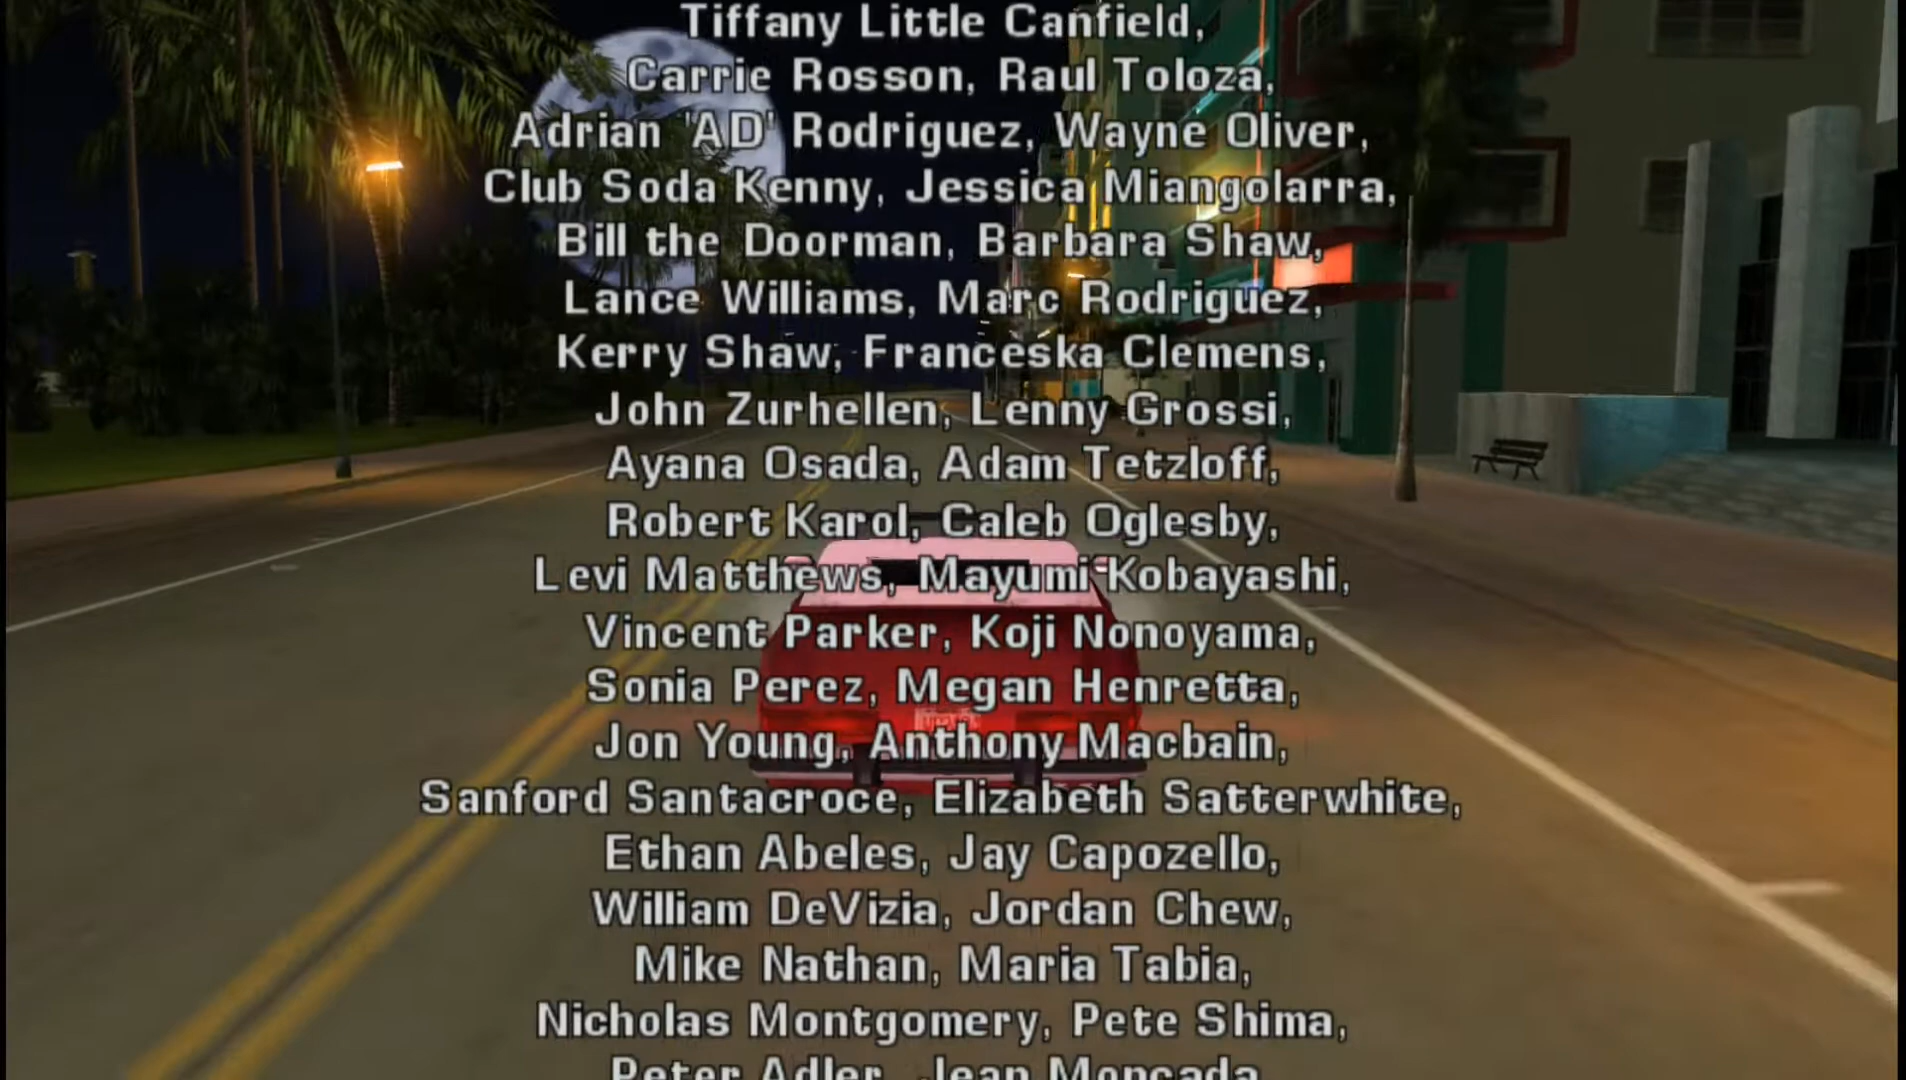 Tiffany Little Canfield,
Carrie Rosson, Raul Toloza,
Adrian 'AD' Rodriguez, Wayne Oliver,
Club Soda Kenny, Jessica Miangolarra,
Bill the Doorman, Barbara Shaw,
Lance Williams, Marc Rodriguez,
Kerry Shaw, Franceska Clemens,
John Zurhellen, Lenny Grossi,
Ayana Osada, Adam Tetzloff,
Robert Karol, Caleb Oglesby,
Levi Matthews, Mayumi Kobayashi,
Vincent Parker, Koji Nonoyama,
Sonia Perez, Megan Henretta,
Jon Young, Anthony Macbain,
Sanford Santacroce, Elizabeth Satterwhite,
Ethan Abeles, Jay Capozello,
William DeVizia, Jordan Chew,
Mike Nathan, Maria Tabia,
Nicholas Montgomery, Pete Shima,
Peter Adler, Jean Moncada,